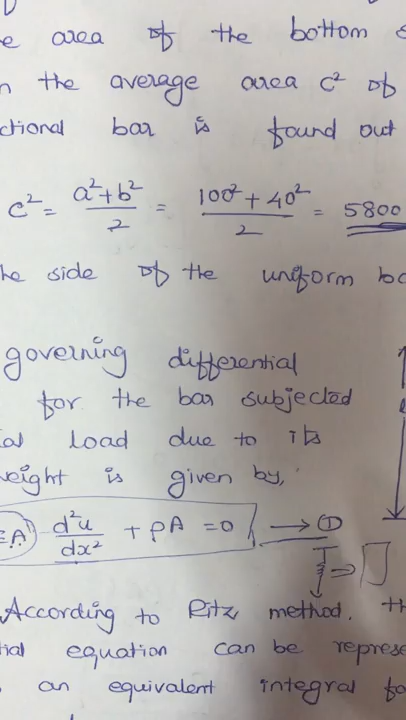 e area of the bottom
n the average area c² of
ctional bar is found out
c² = a²+b²/2 = 100²+40²/2 = 5800
he side of the uniform ba
governing differential
for the bar subjected
al load due to its
weight is given by,
EA d²u/dx² + ρA = 0 → ①
According to Ritz method. th
tial equation can be represe
an equivalent integral fo